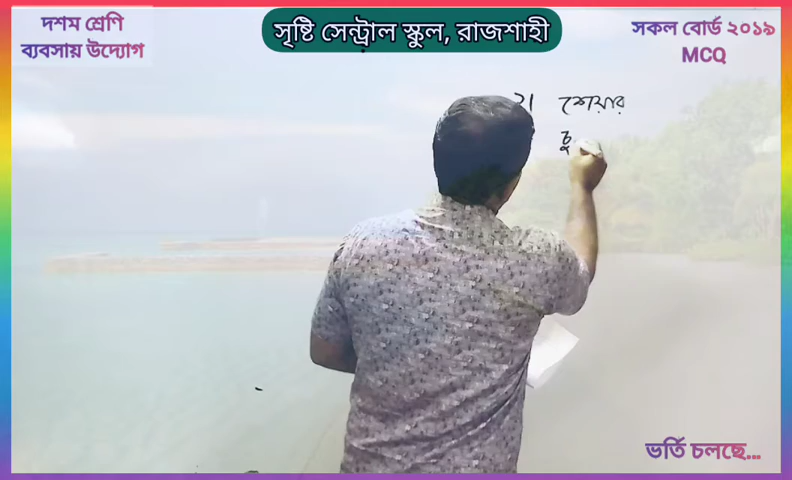 দশম শ্রেণি
ব্যবসায় উদ্যোগ
সৃষ্টি সেন্ট্রাল স্কুল, রাজশাহী
সকল বোর্ড ২০১৯
MCQ
২। শেয়ার
চু
ভর্তি চলছে...